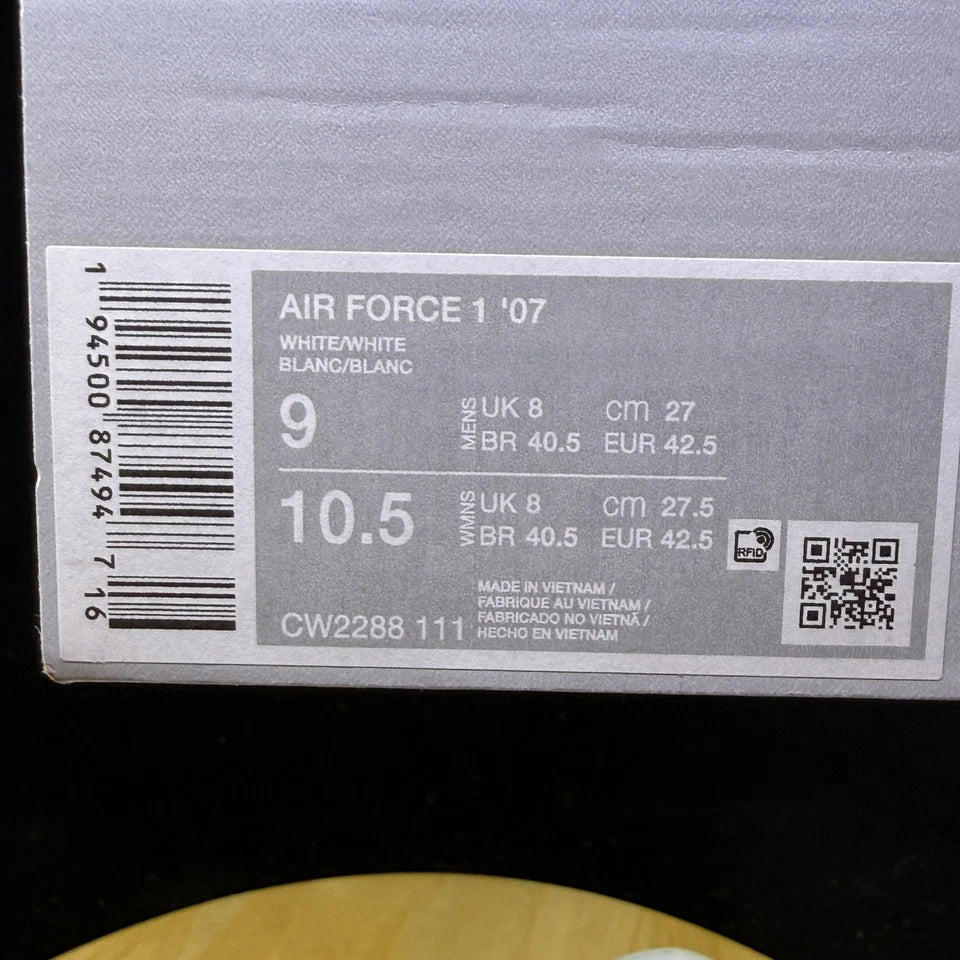 1 94500 87494 7 16
AIR FORCE 1 '07
WHITE/WHITE
BLANC/BLANC
9 MENS UK 8 cm 27
BR 40.5 EUR 42.5
10.5 WMNS UK 8 cm 27.5
BR 40.5 EUR 42.5
RFID
CW2288 111
MADE IN VIETNAM /
FABRIQUE AU VIETNAM /
FABRICADO NO VIETNÃ /
HECHO EN VIETNAM